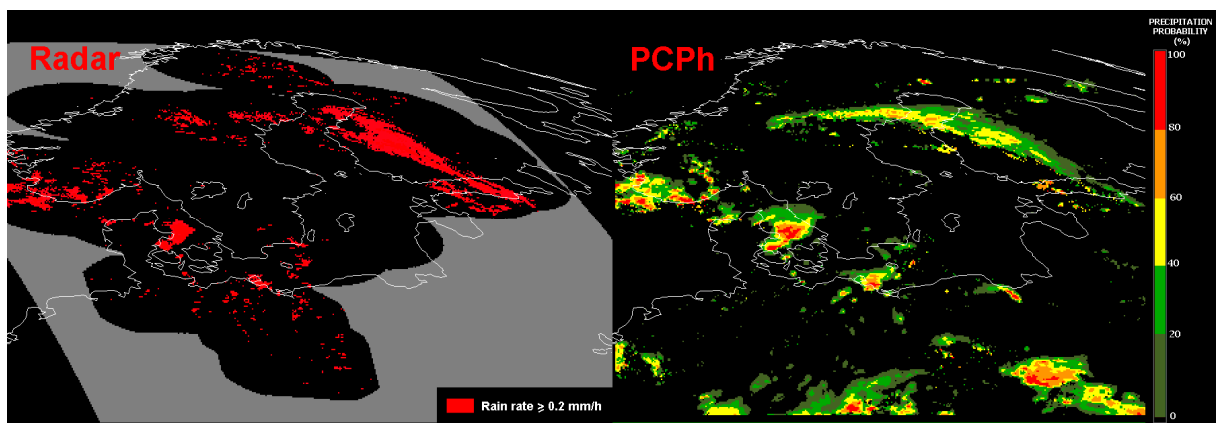 Radar
PCPh
PRECIPITATION
PROBABILITY
(%)
100
80
60
40
20
0
Rain rate ≥ 0.2 mm/h